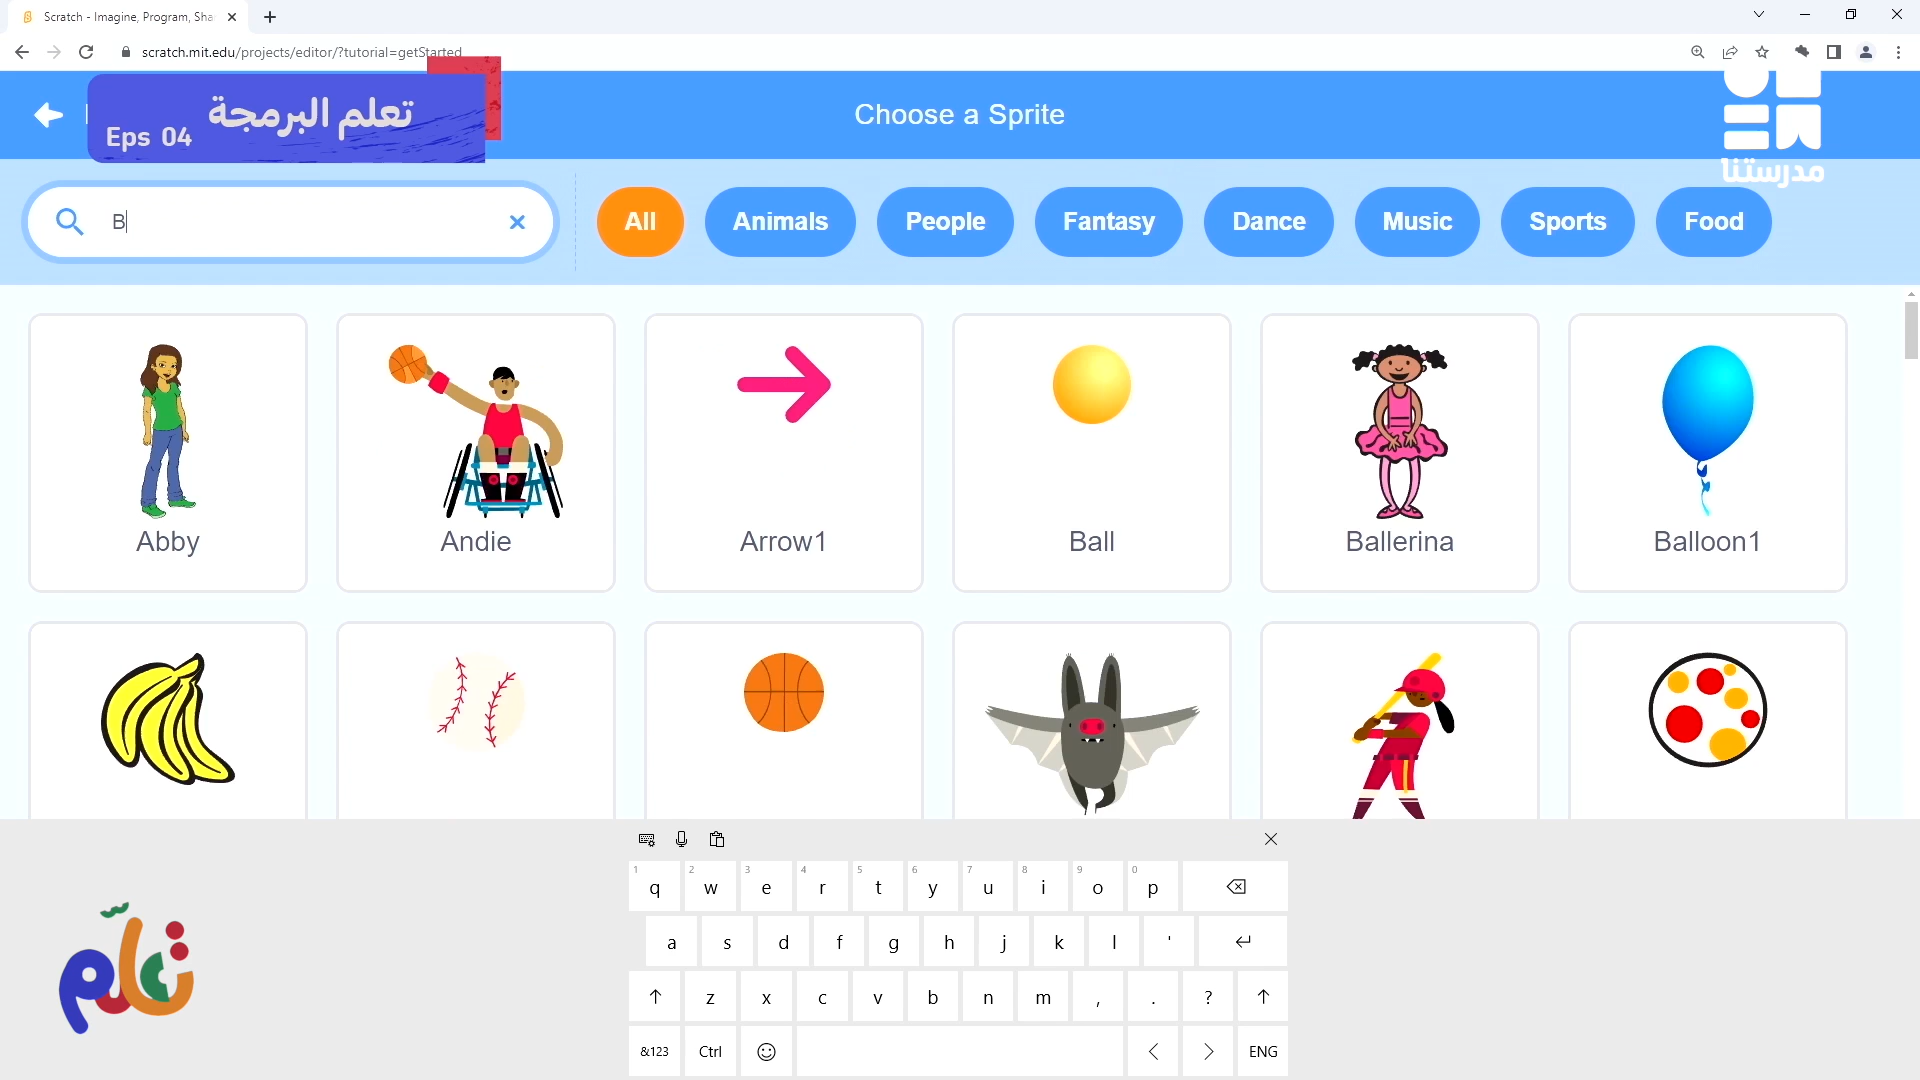 Scratch - Imagine, Program, Sha
scratch.mit.edu/projects/editor/?tutorial=getStarted
تعلم البرمجة
Eps 04
Choose a Sprite
مدرستنا
B
All
Animals
People
Fantasy
Dance
Music
Sports
Food
Abby
Andie
Arrow1
Ball
Ballerina
Balloon1
1 2 3 4 5 6 7 8 9 0
q w e r t y u i o p
a s d f g h j k l '
z x c v b n m , . ?
&123 Ctrl ENG
نتعلم